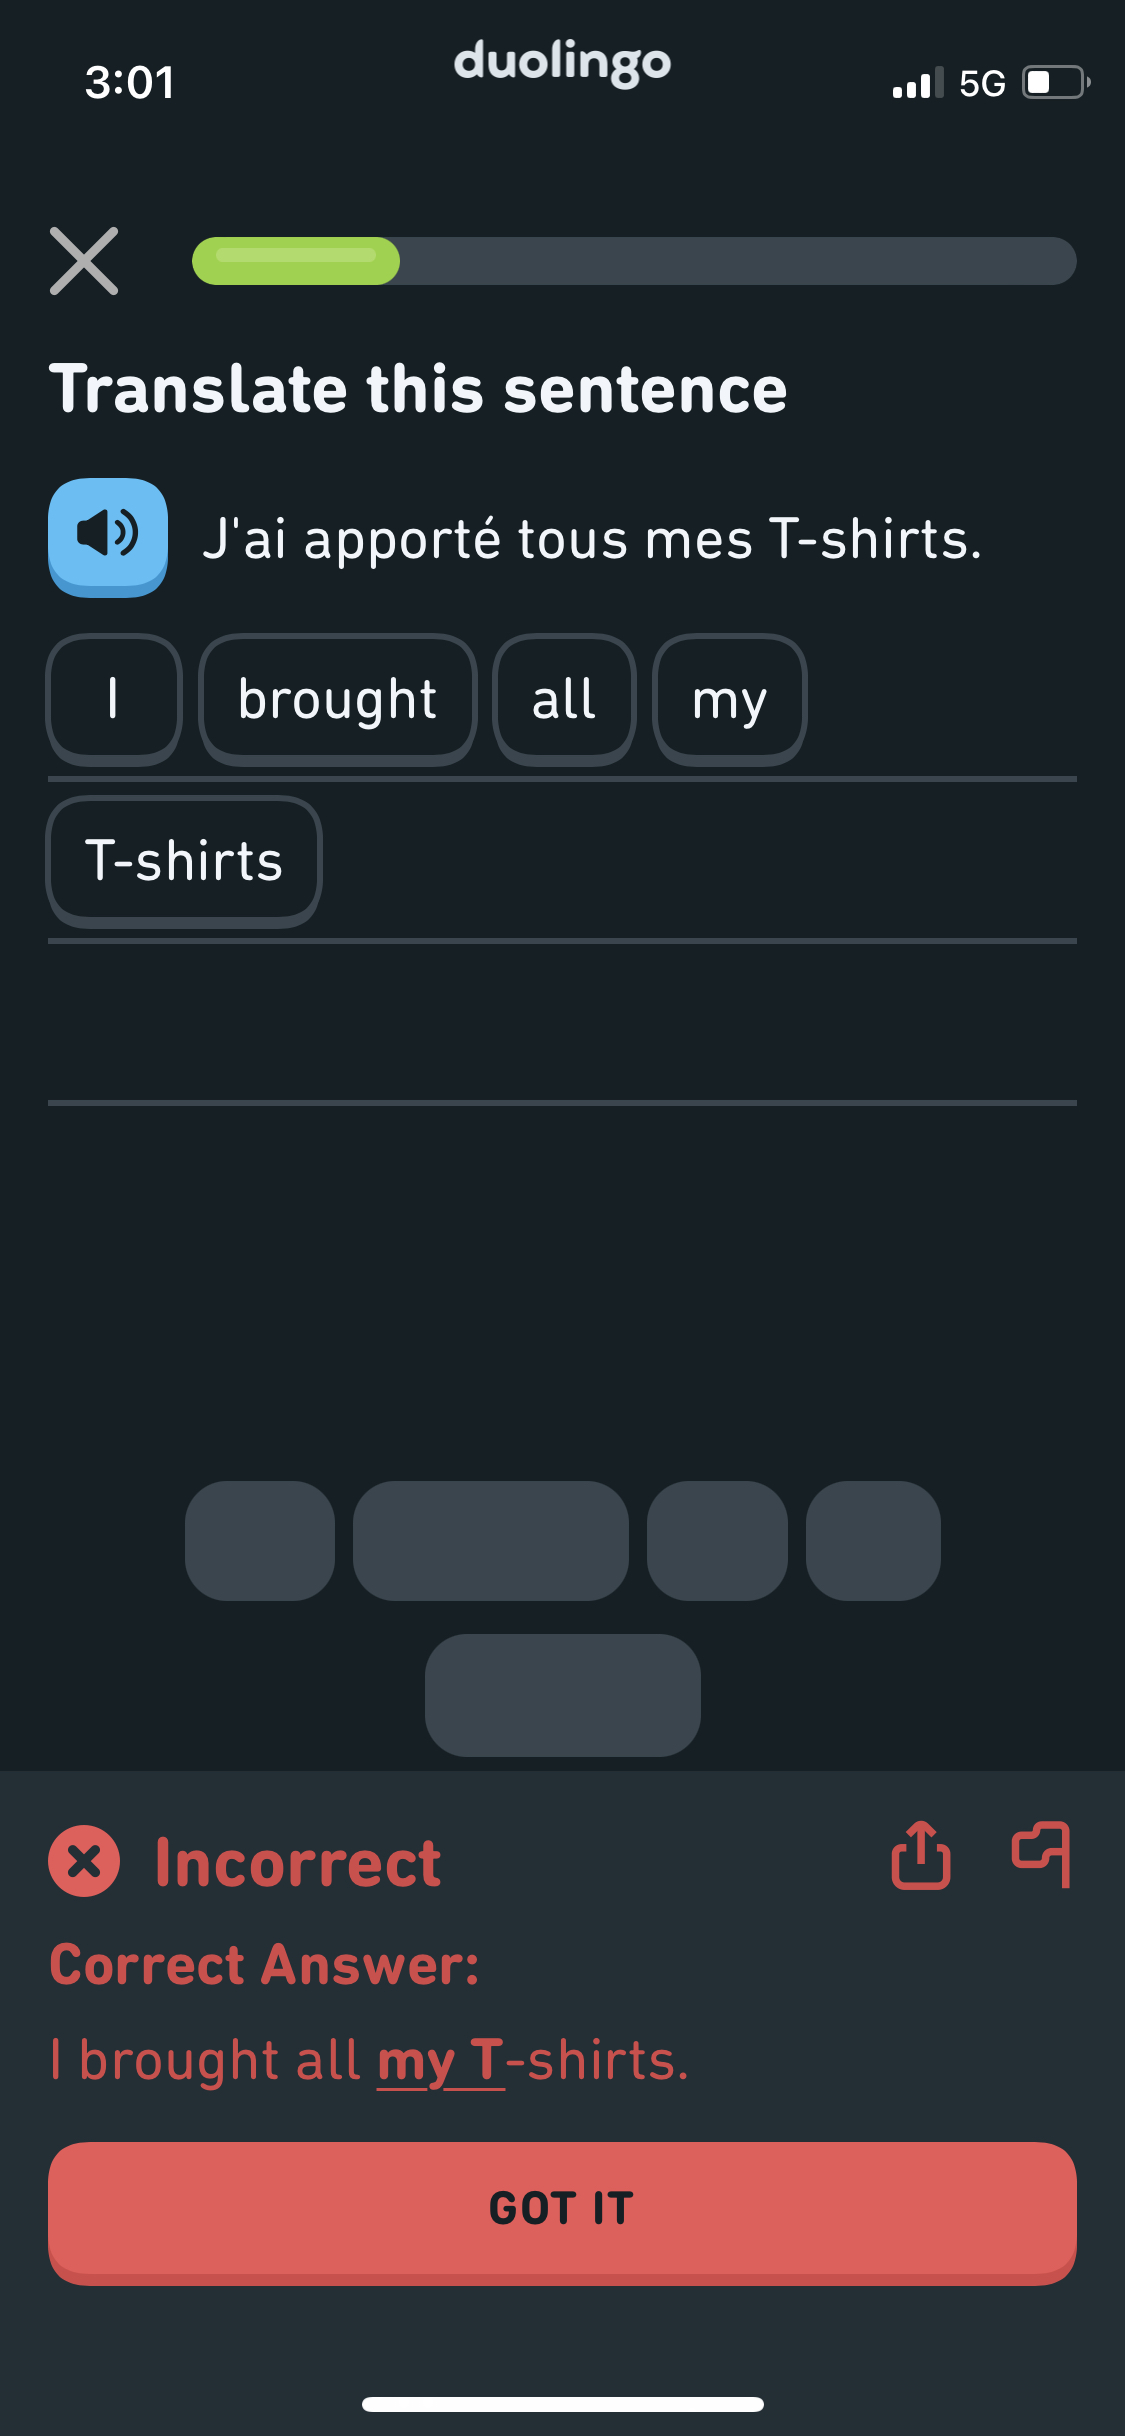 3:01
duolingo
5G
Translate this sentence
J'ai apporté tous mes T-shirts.
I brought all my
T-shirts
Incorrect
Correct Answer:
I brought all my T-shirts.
GOT IT